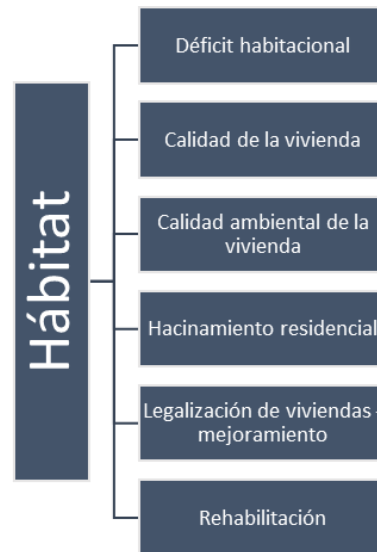 Hábitat
Déficit habitacional
Calidad de la vivienda
Calidad ambiental de la
vivienda
Hacinamiento residencial
Legalización de viviendas -
mejoramiento
Rehabilitación